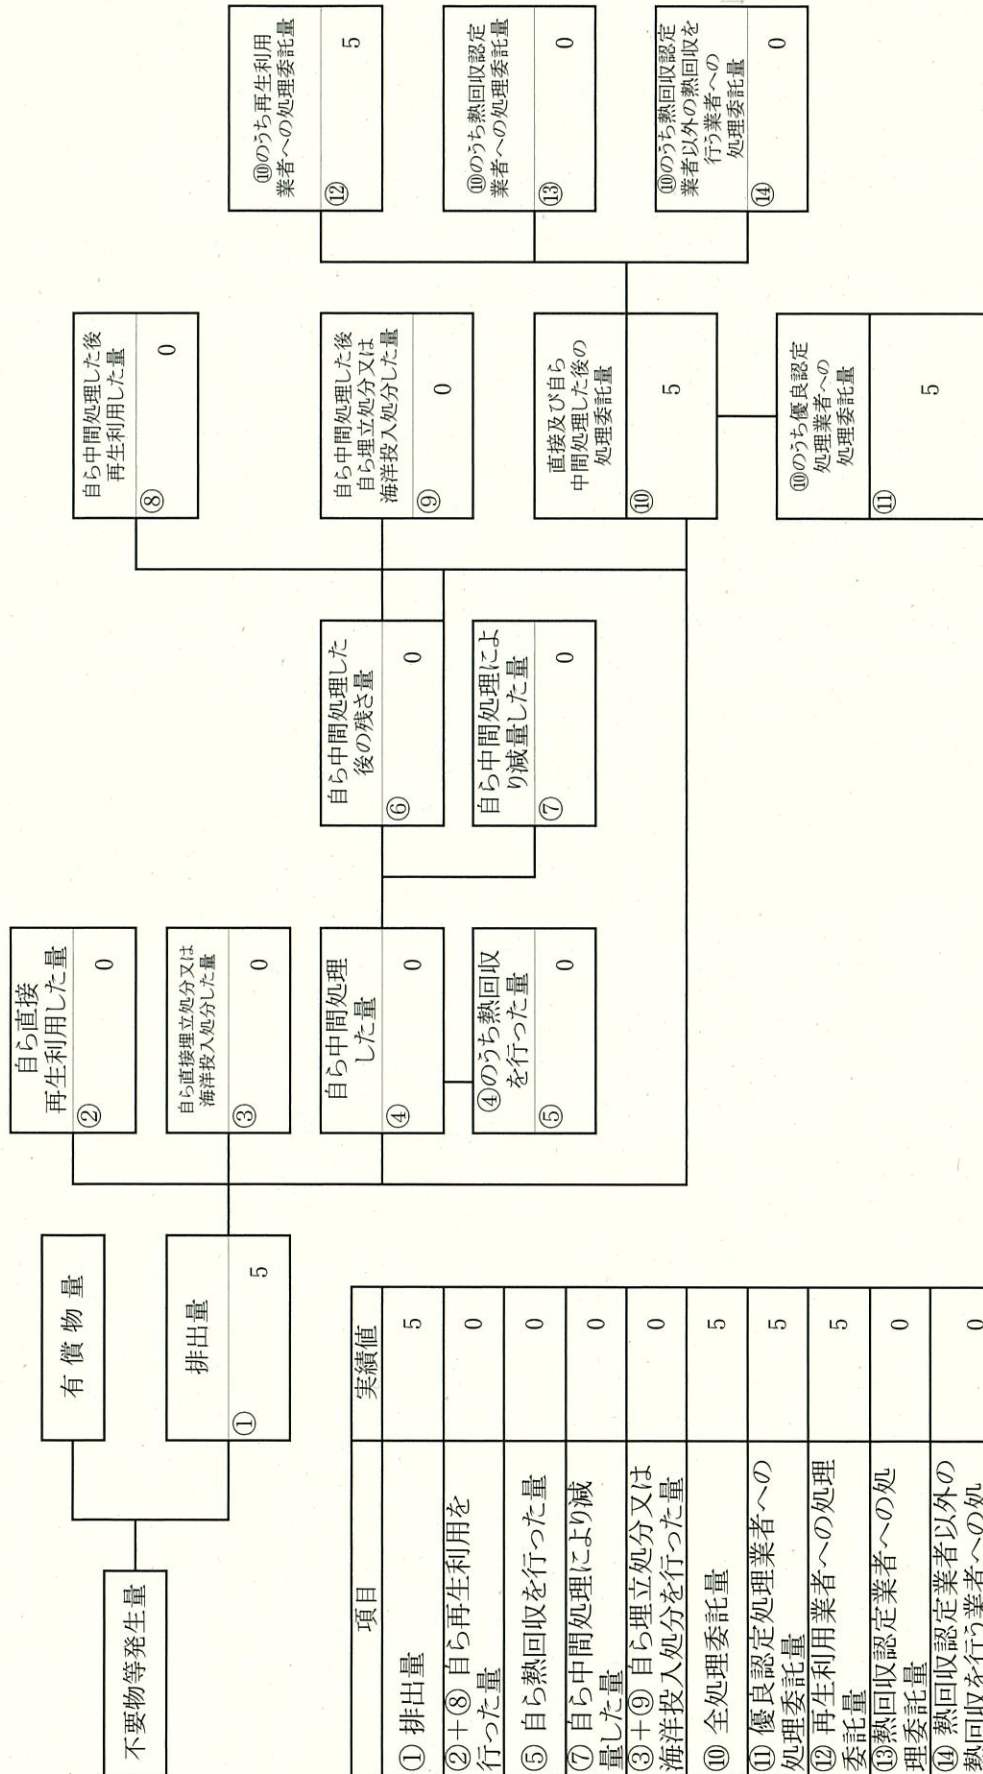 不要物等発生量
有償物量
排出量
①
5
自ら直接
再生利用した量
②
0
自ら直接埋立処分又は
海洋投入処分した量
③
0
自ら中間処理
した量
④
0
④のうち熱回収
を行った量
⑤
0
自ら中間処理した
後の残さ量
⑥
0
自ら中間処理によ
り減量した量
⑦
0
自ら中間処理した後
再生利用した量
⑧
0
自ら中間処理した後
自ら埋立処分又は
海洋投入処分した量
⑨
0
直接及び自ら
中間処理した後の
処理委託量
⑩
5
⑩のうち優良認定
処理業者への
処理委託量
⑪
5
⑩のうち再生利用
業者への処理委託量
⑫
5
⑩のうち熱回収認定
業者への処理委託量
⑬
0
⑩のうち熱回収認定
業者以外の熱回収を
行う業者への
処理委託量
⑭
0
項目 実績値
① 排出量 5
②+⑧ 自ら再生利用を
行った量 0
⑤ 自ら熱回収を行った量 0
⑦ 自ら中間処理により減
量した量 0
③+⑨ 自ら埋立処分又は
海洋投入処分を行った量 0
⑩ 全処理委託量 5
⑪ 優良認定処理業者への
処理委託量 5
⑫ 再生利用業者への処理
委託量 5
⑬熱回収認定業者への処
理委託量 0
⑭ 熱回収認定業者以外の
熱回収を行う業者への処 0